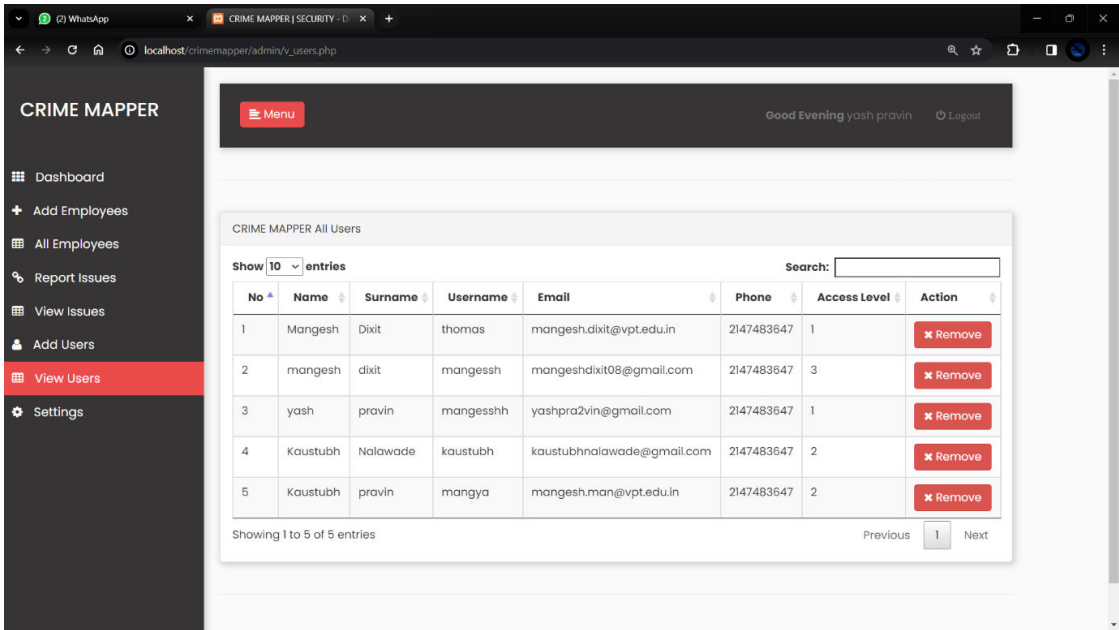 (2) WhatsApp
CRIME MAPPER | SECURITY - D
localhost/crimemapper/admin/v_users.php
CRIME MAPPER
Menu
Good Evening yash pravin
Logout
Dashboard
Add Employees
All Employees
Report Issues
View Issues
Add Users
View Users
Settings
CRIME MAPPER All Users
Show 10 entries Search:
No Name Surname Username Email Phone Access Level Action
1 Mangesh Dixit thomas mangesh.dixit@vpt.edu.in 2147483647 1 Remove
2 mangesh dixit mangessh mangeshdixit08@gmail.com 2147483647 3 Remove
3 yash pravin mangesshh yashpra2vin@gmail.com 2147483647 1 Remove
4 Kaustubh Nalawade kaustubh kaustubhnalawade@gmail.com 2147483647 2 Remove
5 Kaustubh pravin mangya mangesh.man@vpt.edu.in 2147483647 2 Remove
Showing 1 to 5 of 5 entries Previous 1 Next